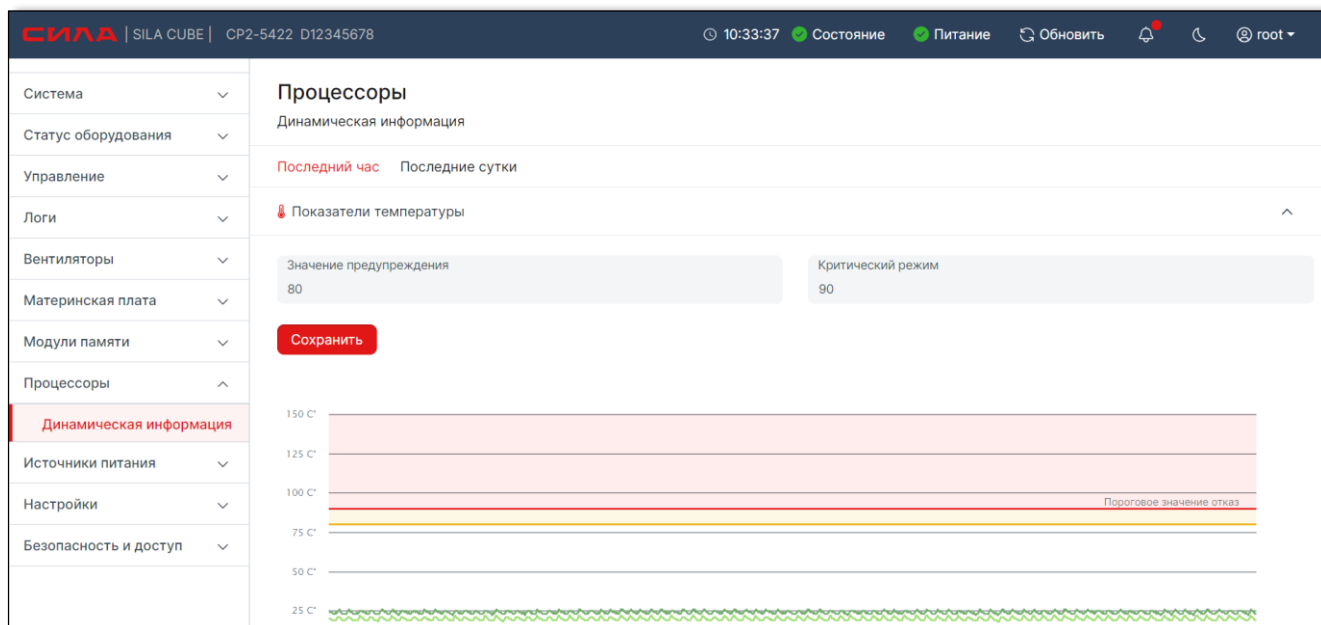 СИЛА | SILA CUBE | CP2-5422 D12345678 10:33:37 Состояние Питание Обновить root
Система
Статус оборудования
Управление
Логи
Вентиляторы
Материнская плата
Модули памяти
Процессоры
Динамическая информация
Источники питания
Настройки
Безопасность и доступ
Процессоры
Динамическая информация
Последний час Последние сутки
Показатели температуры
Значение предупреждения Критический режим
80 90
Сохранить
150 C°
125 C°
100 C°
Пороговое значение отказ
75 C°
50 C°
25 C°